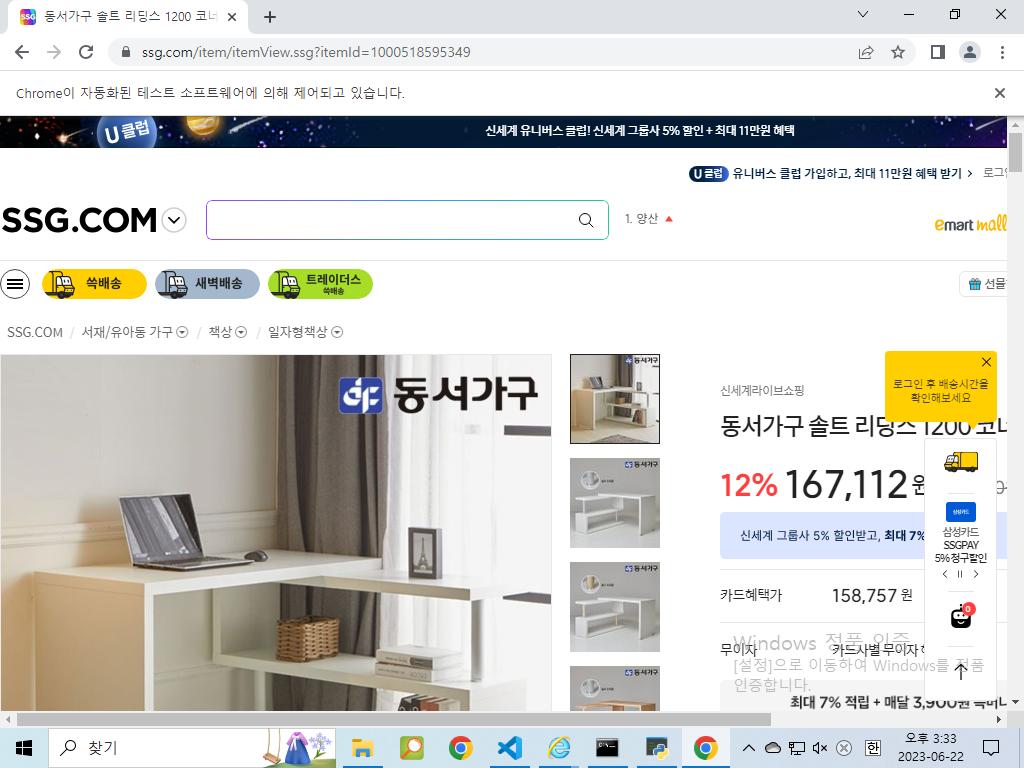 동서가구 솔트 리딩스 1200 코너
ssg.com/item/itemView.ssg?itemId=1000518595349
Chrome이 자동화된 테스트 소프트웨어에 의해 제어되고 있습니다.
U 클럽
신세계 유니버스 클럽! 신세계 그룹사 5% 할인 + 최대 11만원 혜택
U 클럽 유니버스 클럽 가입하고, 최대 11만원 혜택 받기
SSG.COM
1. 양산
emart mall
쓱배송
새벽배송
트레이더스
쓱배송
선물
SSG.COM / 서재/유아동 가구 / 책상 / 일자형책상
동서가구
로그인 후 배송시간을
확인해보세요
신세계라이브쇼핑
동서가구 솔트 리딩스 1200 코너
12% 167,112원
신세계 그룹사 5% 할인받고, 최대 7%
카드혜택가 158,757 원
삼성카드
삼성카드
SSGPAY
5% 청구할인
0
무이자 카드사별 무이자
Windows 정품 인증
[설정]으로 이동하여 Windows를 정품
인증합니다.
최대 7% 적립 + 매달 3,900원
찾기
오후 3:33
2023-06-22
한